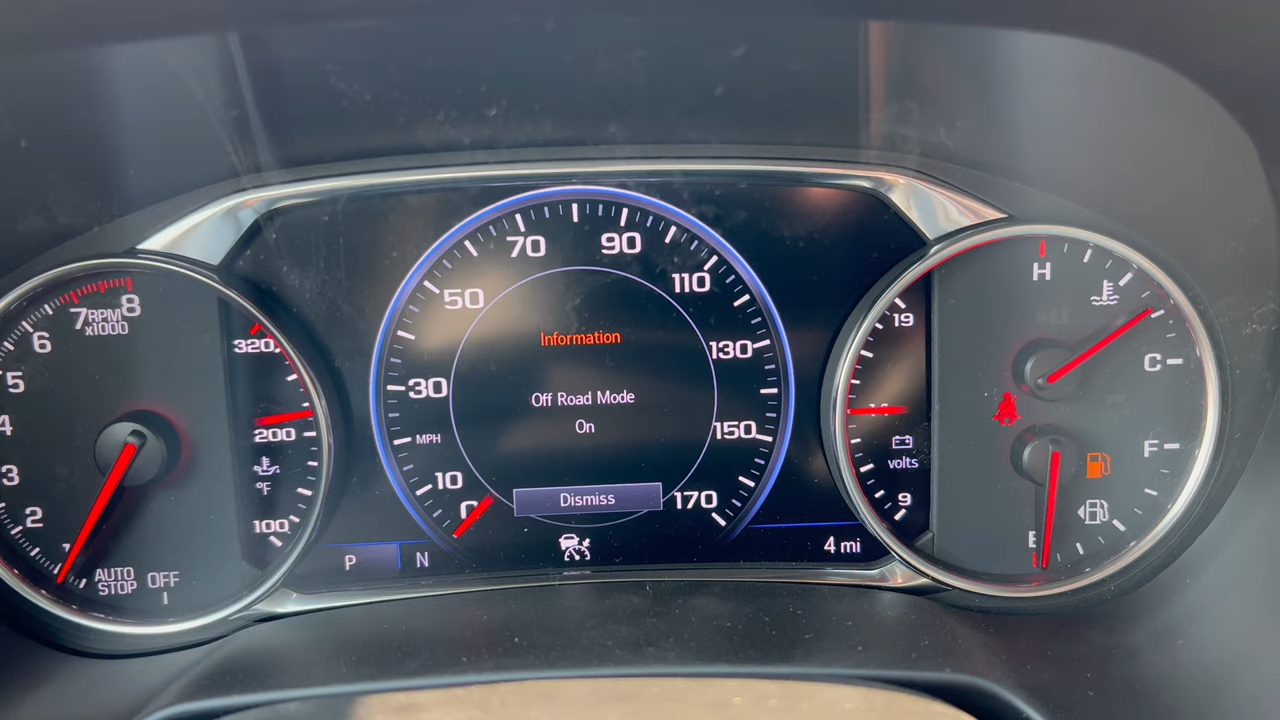 8
7
RPM
x1000
6
5
4
3
2
1
AUTO
STOP
OFF
320
200
°F
100
70
90
50
110
30
130
MPH
150
10
170
0
Information
Off Road Mode
On
Dismiss
P
N
4 mi
19
volts
9
H
C
F
E